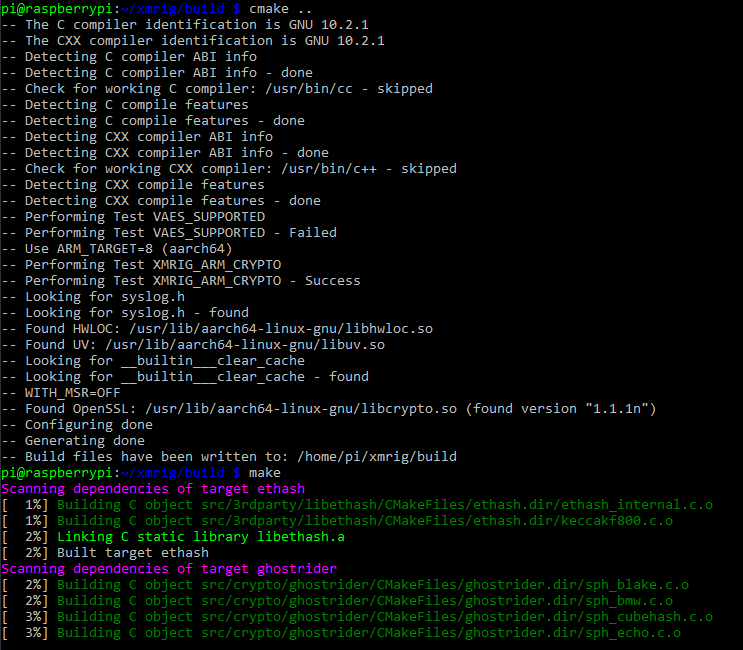 pi@raspberrypi:~/xmrig/build $ cmake ..
-- The C compiler identification is GNU 10.2.1
-- The CXX compiler identification is GNU 10.2.1
-- Detecting C compiler ABI info
-- Detecting C compiler ABI info - done
-- Check for working C compiler: /usr/bin/cc - skipped
-- Detecting C compile features
-- Detecting C compile features - done
-- Detecting CXX compiler ABI info
-- Detecting CXX compiler ABI info - done
-- Check for working CXX compiler: /usr/bin/c++ - skipped
-- Detecting CXX compile features
-- Detecting CXX compile features - done
-- Performing Test VAES_SUPPORTED
-- Performing Test VAES_SUPPORTED - Failed
-- Use ARM_TARGET=8 (aarch64)
-- Performing Test XMRIG_ARM_CRYPTO
-- Performing Test XMRIG_ARM_CRYPTO - Success
-- Looking for syslog.h
-- Looking for syslog.h - found
-- Found HWLOC: /usr/lib/aarch64-linux-gnu/libhwloc.so
-- Found UV: /usr/lib/aarch64-linux-gnu/libuv.so
-- Looking for __builtin___clear_cache
-- Looking for __builtin___clear_cache - found
-- WITH_MSR=OFF
-- Found OpenSSL: /usr/lib/aarch64-linux-gnu/libcrypto.so (found version "1.1.1n")
-- Configuring done
-- Generating done
-- Build files have been written to: /home/pi/xmrig/build
pi@raspberrypi:~/xmrig/build $ make
Scanning dependencies of target ethash
[  1%] Building C object src/3rdparty/libethash/CMakeFiles/ethash.dir/ethash_internal.c.o
[  1%] Building C object src/3rdparty/libethash/CMakeFiles/ethash.dir/keccakf800.c.o
[  2%] Linking C static library libethash.a
[  2%] Built target ethash
Scanning dependencies of target ghostrider
[  2%] Building C object src/crypto/ghostrider/CMakeFiles/ghostrider.dir/sph_blake.c.o
[  2%] Building C object src/crypto/ghostrider/CMakeFiles/ghostrider.dir/sph_bmw.c.o
[  3%] Building C object src/crypto/ghostrider/CMakeFiles/ghostrider.dir/sph_cubehash.c.o
[  3%] Building C object src/crypto/ghostrider/CMakeFiles/ghostrider.dir/sph_echo.c.o